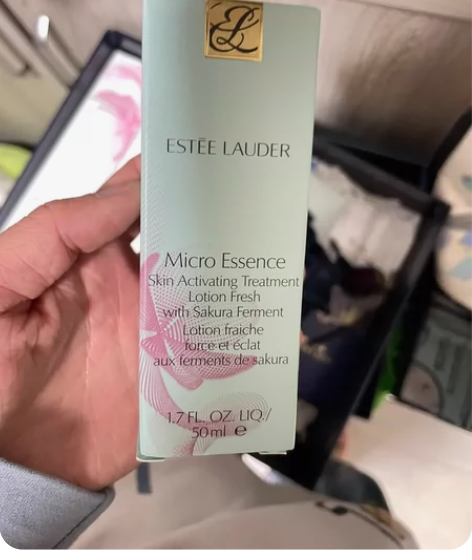 ESTĒE LAUDER
Micro Essence
Skin Activating Treatment
Lotion Fresh
with Sakura Ferment
Lotion fraiche
force et éclat
aux ferments de sakura
1.7 FL. OZ. LIQ./
50 ml e